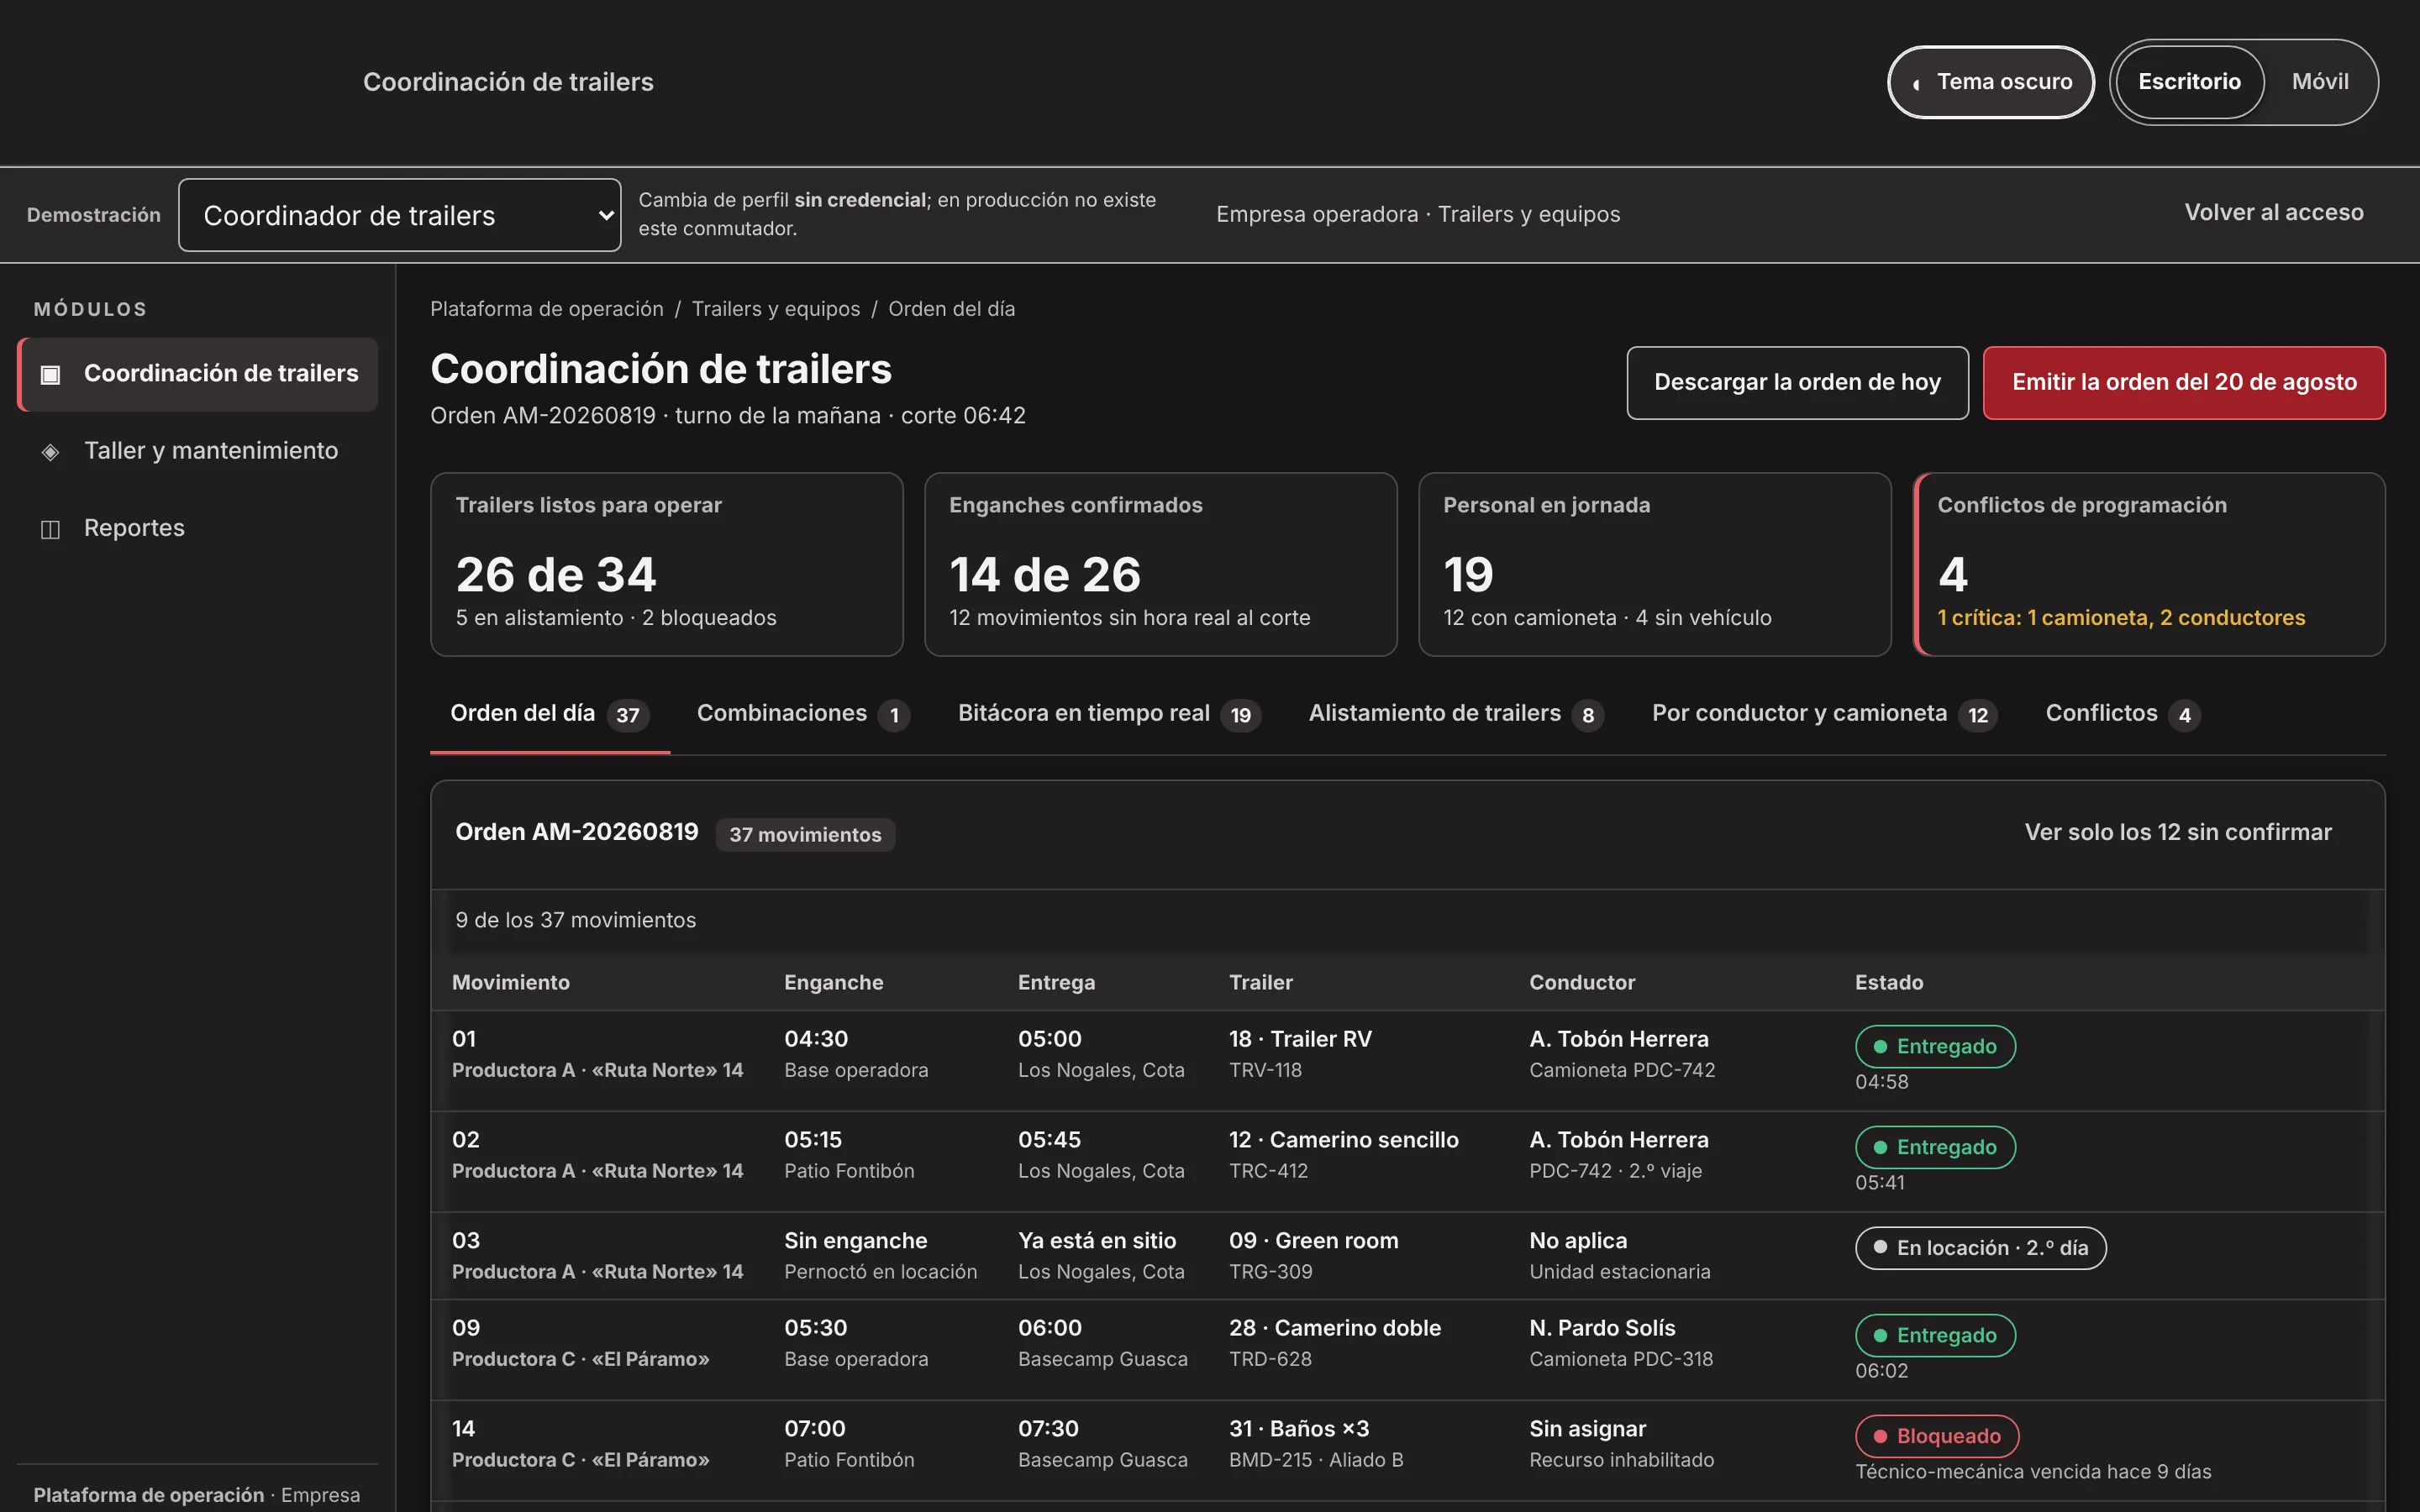 Coordinación de trailers
Tema oscuro
Escritorio
Móvil
Demostración
Coordinador de trailers
Cambia de perfil sin credencial; en producción no existe
este conmutador.
Empresa operadora · Trailers y equipos
Volver al acceso
MÓDULOS
Coordinación de trailers
Taller y mantenimiento
Reportes
Plataforma de operación · Empresa
Plataforma de operación / Trailers y equipos / Orden del día
Coordinación de trailers
Orden AM-20260819 · turno de la mañana · corte 06:42
Descargar la orden de hoy
Emitir la orden del 20 de agosto
Trailers listos para operar
26 de 34
5 en alistamiento · 2 bloqueados
Enganches confirmados
14 de 26
12 movimientos sin hora real al corte
Personal en jornada
19
12 con camioneta · 4 sin vehículo
Conflictos de programación
4
1 crítica: 1 camioneta, 2 conductores
Orden del día 37
Combinaciones 1
Bitácora en tiempo real 19
Alistamiento de trailers 8
Por conductor y camioneta 12
Conflictos 4
Orden AM-20260819 37 movimientos
Ver solo los 12 sin confirmar
9 de los 37 movimientos
Movimiento Enganche Entrega Trailer Conductor Estado
01 04:30 05:00 18 · Trailer RV A. Tobón Herrera Entregado
Productora A · «Ruta Norte» 14 Base operadora Los Nogales, Cota TRV-118 Camioneta PDC-742 04:58
02 05:15 05:45 12 · Camerino sencillo A. Tobón Herrera Entregado
Productora A · «Ruta Norte» 14 Patio Fontibón Los Nogales, Cota TRC-412 PDC-742 · 2.º viaje 05:41
03 Sin enganche Ya está en sitio 09 · Green room No aplica En locación · 2.º día
Productora A · «Ruta Norte» 14 Pernoctó en locación Los Nogales, Cota TRG-309 Unidad estacionaria
09 05:30 06:00 28 · Camerino doble N. Pardo Solís Entregado
Productora C · «El Páramo» Base operadora Basecamp Guasca TRD-628 Camioneta PDC-318 06:02
14 07:00 07:30 31 · Baños ×3 Sin asignar Bloqueado
Productora C · «El Páramo» Patio Fontibón Basecamp Guasca BMD-215 · Aliado B Recurso inhabilitado Técnico-mecánica vencida hace 9 días